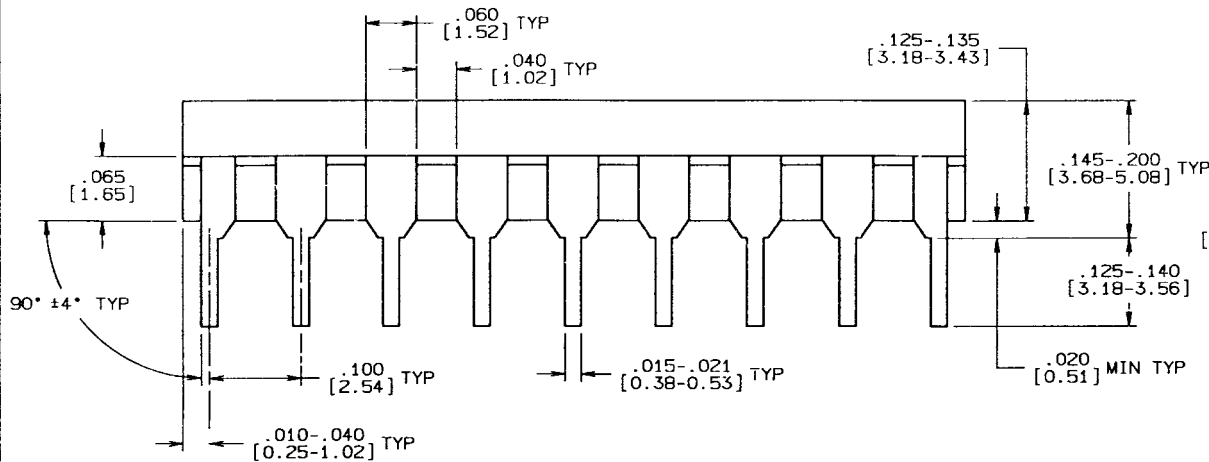 .060
[1.52] TYP
.040
[1.02] TYP
.125-.135
[3.18-3.43]
.065
[1.65]
.145-.200
[3.68-5.08] TYP
[
.125-.140
[3.18-3.56]
90° ±4° TYP
.100
[2.54] TYP
.015-.021
[0.38-0.53] TYP
.020
[0.51] MIN TYP
.010-.040
[0.25-1.02] TYP